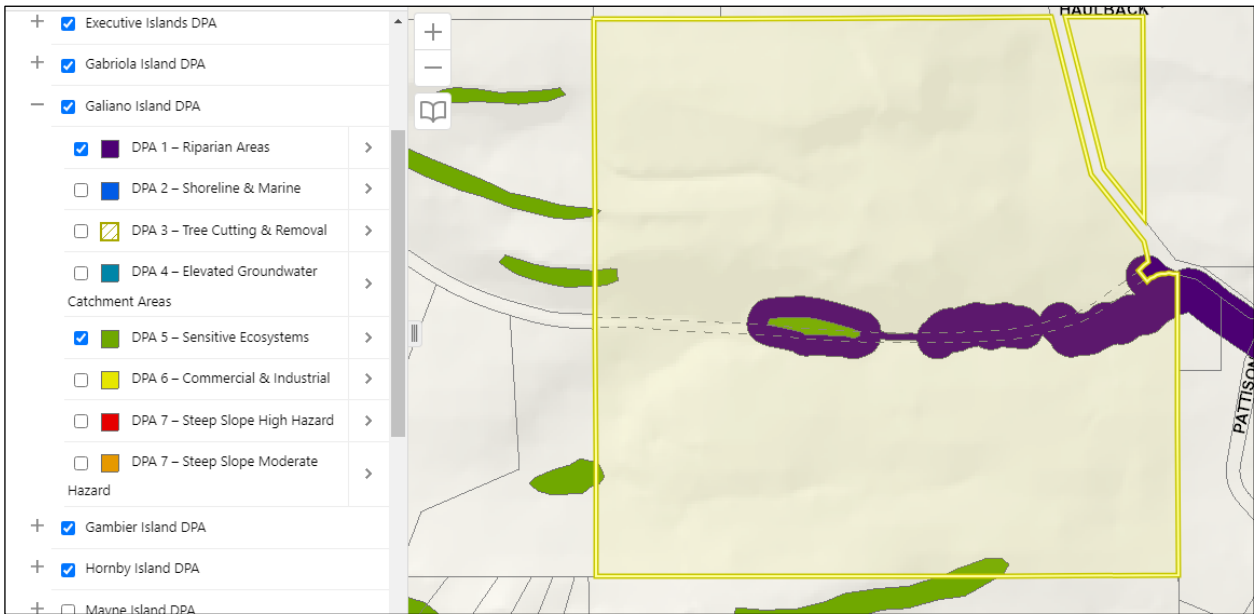 Executive Islands DPA
Gabriola Island DPA
Galiano Island DPA
DPA 1 – Riparian Areas
DPA 2 – Shoreline & Marine
DPA 3 – Tree Cutting & Removal
DPA 4 – Elevated Groundwater
Catchment Areas
DPA 5 – Sensitive Ecosystems
DPA 6 – Commercial & Industrial
DPA 7 – Steep Slope High Hazard
DPA 7 – Steep Slope Moderate
Hazard
Gambier Island DPA
Hornby Island DPA
Mayne Island DPA
HAULBACK
PATTISON